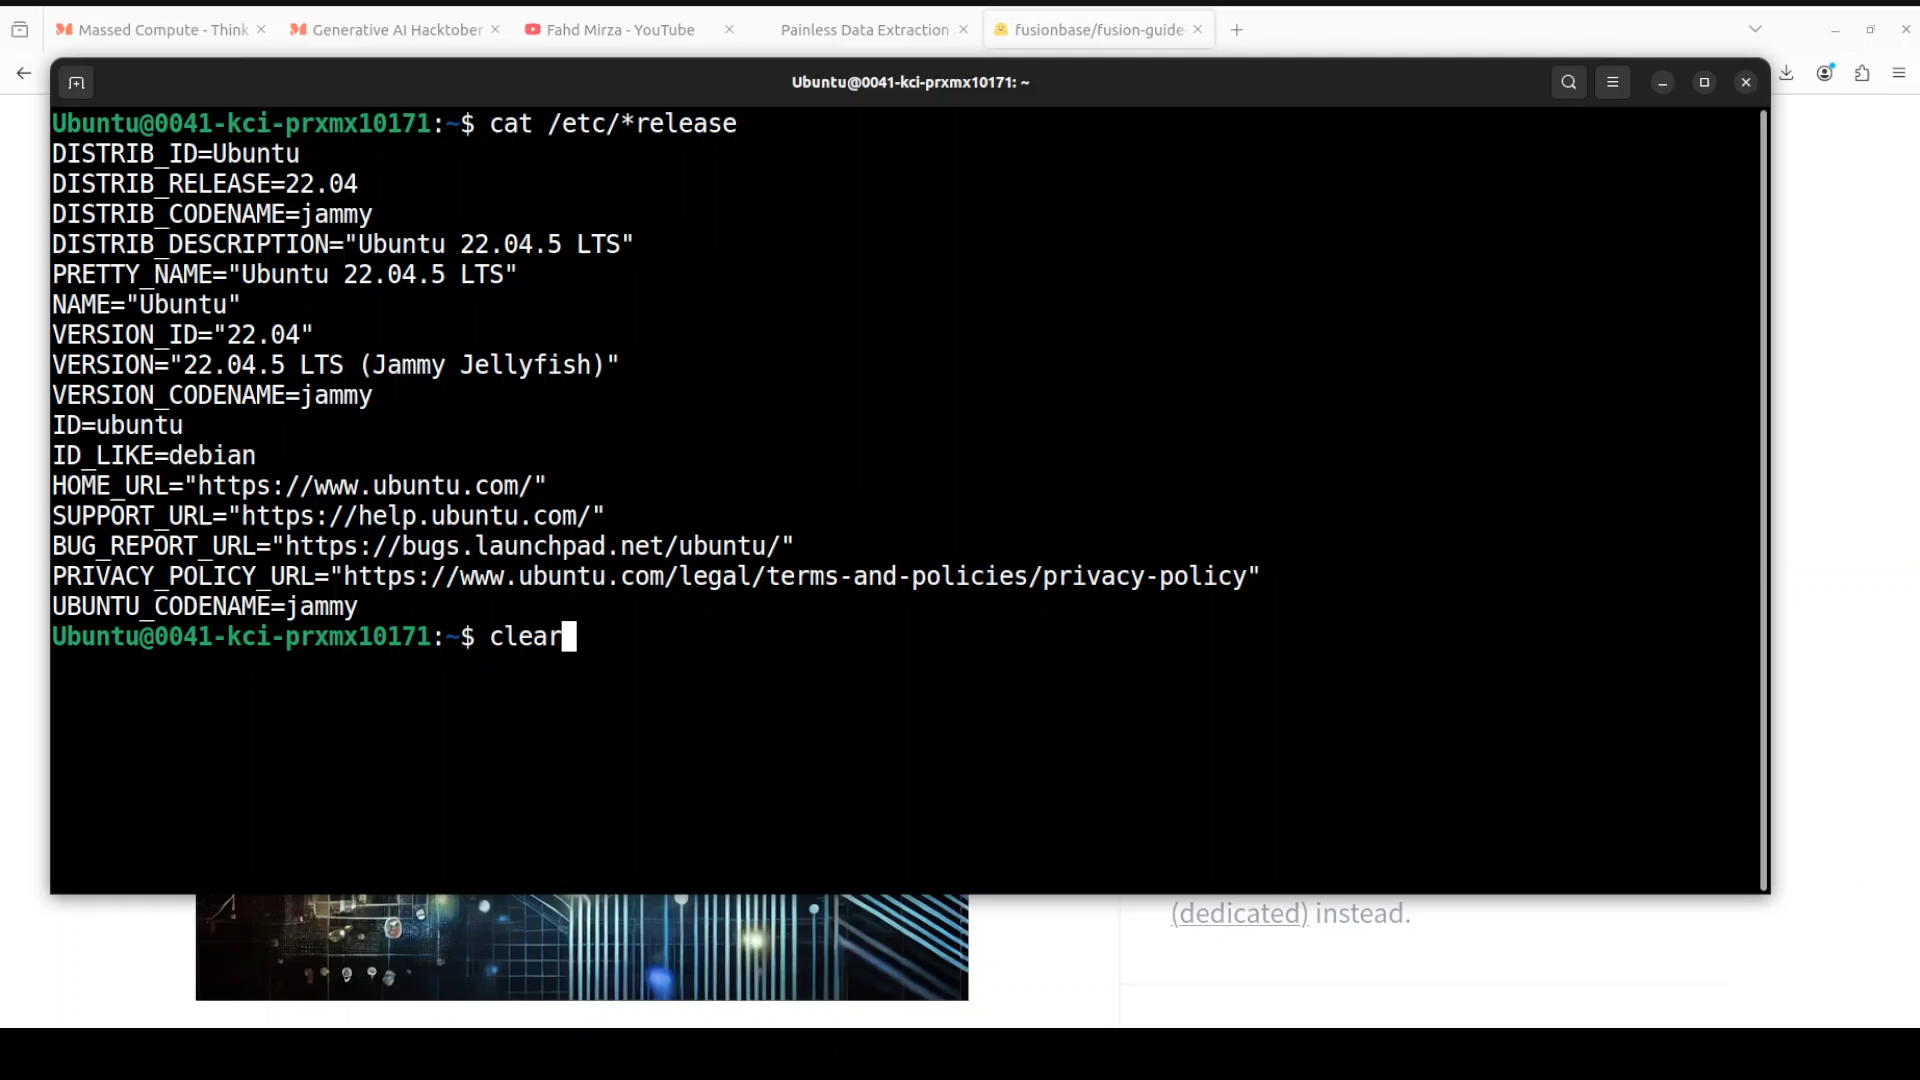 Massed Compute - Think
Generative AI Hacktober
Fahd Mirza - YouTube
Painless Data Extraction
fusionbase/fusion-guide-
Ubuntu@0041-kci-prxmx10171: ~
Ubuntu@0041-kci-prxmx10171:~$ cat /etc/*release
DISTRIB_ID=Ubuntu
DISTRIB_RELEASE=22.04
DISTRIB_CODENAME=jammy
DISTRIB_DESCRIPTION="Ubuntu 22.04.5 LTS"
PRETTY_NAME="Ubuntu 22.04.5 LTS"
NAME="Ubuntu"
VERSION_ID="22.04"
VERSION="22.04.5 LTS (Jammy Jellyfish)"
VERSION_CODENAME=jammy
ID=ubuntu
ID_LIKE=debian
HOME_URL="https://www.ubuntu.com/"
SUPPORT_URL="https://help.ubuntu.com/"
BUG_REPORT_URL="https://bugs.launchpad.net/ubuntu/"
PRIVACY_POLICY_URL="https://www.ubuntu.com/legal/terms-and-policies/privacy-policy"
UBUNTU_CODENAME=jammy
Ubuntu@0041-kci-prxmx10171:~$ clear
(dedicated) instead.